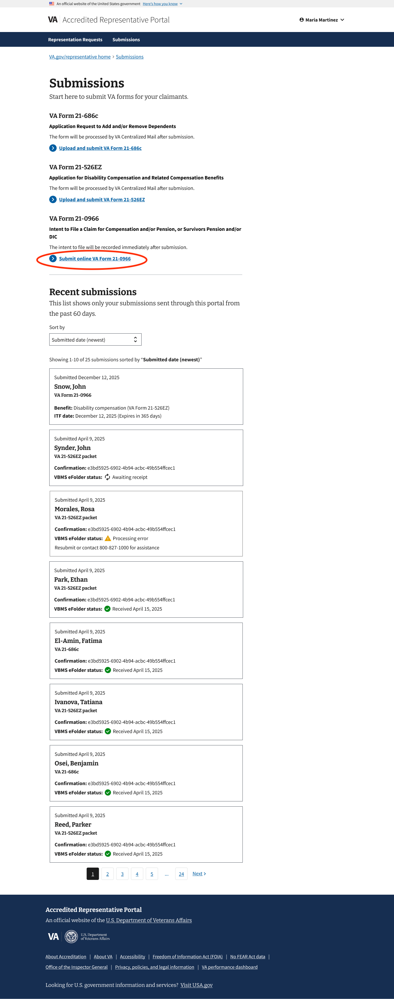 An official website of the United States government Here's how you know
VA Accredited Representative Portal
Maria Martinez
Representation Requests Submissions
VA.gov/representative home > Submissions
Submissions
Start here to submit VA forms for your claimants.
VA Form 21-686c
Application Request to Add and/or Remove Dependents
The form will be processed by VA Centralized Mail after submission.
Upload and submit VA Form 21-686c
VA Form 21-526EZ
Application for Disability Compensation and Related Compensation Benefits
The form will be processed by VA Centralized Mail after submission.
Upload and submit VA Form 21-526EZ
VA Form 21-0966
Intent to File a Claim for Compensation and/or Pension, or Survivors Pension and/or
DIC
The intent to file will be recorded immediately after submission.
Submit online VA Form 21-0966
Recent submissions
This list shows only your submissions sent through this portal from
the past 60 days.
Sort by
Submitted date (newest)
Showing 1-10 of 25 submissions sorted by “Submitted date (newest)”
Submitted December 12, 2025
Snow, John
VA Form 21-0966
Benefit: Disability compensation (VA Form 21-526EZ)
ITF date: December 12, 2025 (Expires in 365 days)
Submitted April 9, 2025
Synder, John
VA 21-526EZ packet
Confirmation: e3bd5925-6902-4b94-acbc-49b554ffcec1
VBMS eFolder status: Awaiting receipt
Submitted April 9, 2025
Morales, Rosa
VA 21-526EZ packet
Confirmation: e3bd5925-6902-4b94-acbc-49b554ffcec1
VBMS eFolder status: Processing error
Resubmit or contact 800-827-1000 for assistance
Submitted April 9, 2025
Park, Ethan
VA 21-526EZ packet
Confirmation: e3bd5925-6902-4b94-acbc-49b554ffcec1
VBMS eFolder status: Received April 15, 2025
Submitted April 9, 2025
El-Amin, Fatima
VA 21-686c
Confirmation: e3bd5925-6902-4b94-acbc-49b554ffcec1
VBMS eFolder status: Received April 15, 2025
Submitted April 9, 2025
Ivanova, Tatiana
VA 21-526EZ packet
Confirmation: e3bd5925-6902-4b94-acbc-49b554ffcec1
VBMS eFolder status: Received April 15, 2025
Submitted April 9, 2025
Osei, Benjamin
VA 21-686c
Confirmation: e3bd5925-6902-4b94-acbc-49b554ffcec1
VBMS eFolder status: Received April 15, 2025
Submitted April 9, 2025
Reed, Parker
VA 21-526EZ packet
Confirmation: e3bd5925-6902-4b94-acbc-49b554ffcec1
VBMS eFolder status: Received April 15, 2025
1 2 3 4 5 ... 24 Next
Accredited Representative Portal
An official website of the U.S. Department of Veterans Affairs
VA
U.S. Department
of Veterans Affairs
About Accreditation | About VA | Accessibility | Freedom of Information Act (FOIA) | No FEAR Act data |
Office of the Inspector General | Privacy, policies, and legal information | VA performance dashboard
Looking for U.S. government information and services? Visit USA.gov